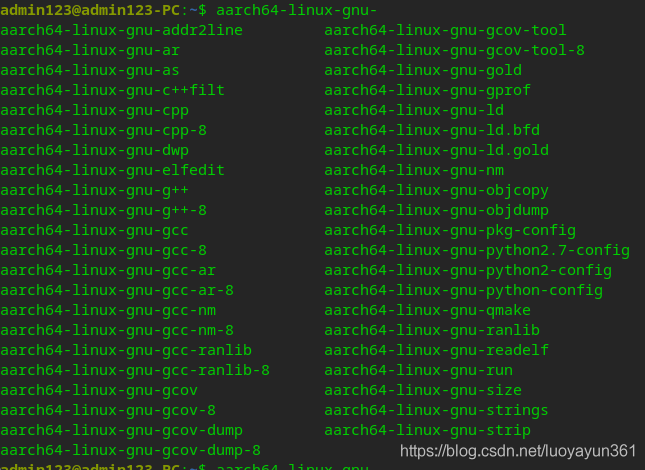 admin123@admin123-PC:~$ aarch64-linux-gnu-
aarch64-linux-gnu-addr2line aarch64-linux-gnu-gcov-tool
aarch64-linux-gnu-ar aarch64-linux-gnu-gcov-tool-8
aarch64-linux-gnu-as aarch64-linux-gnu-gold
aarch64-linux-gnu-c++filt aarch64-linux-gnu-gprof
aarch64-linux-gnu-cpp aarch64-linux-gnu-ld
aarch64-linux-gnu-cpp-8 aarch64-linux-gnu-ld.bfd
aarch64-linux-gnu-dwp aarch64-linux-gnu-ld.gold
aarch64-linux-gnu-elfedit aarch64-linux-gnu-nm
aarch64-linux-gnu-g++ aarch64-linux-gnu-objcopy
aarch64-linux-gnu-g++-8 aarch64-linux-gnu-objdump
aarch64-linux-gnu-gcc aarch64-linux-gnu-pkg-config
aarch64-linux-gnu-gcc-8 aarch64-linux-gnu-python2.7-config
aarch64-linux-gnu-gcc-ar aarch64-linux-gnu-python2-config
aarch64-linux-gnu-gcc-ar-8 aarch64-linux-gnu-python-config
aarch64-linux-gnu-gcc-nm aarch64-linux-gnu-qmake
aarch64-linux-gnu-gcc-nm-8 aarch64-linux-gnu-ranlib
aarch64-linux-gnu-gcc-ranlib aarch64-linux-gnu-readelf
aarch64-linux-gnu-gcc-ranlib-8 aarch64-linux-gnu-run
aarch64-linux-gnu-gcov aarch64-linux-gnu-size
aarch64-linux-gnu-gcov-8 aarch64-linux-gnu-strings
aarch64-linux-gnu-gcov-dump aarch64-linux-gnu-strip
aarch64-linux-gnu-gcov-dump-8 https://blog.csdn.net/luoyayun361
admin123@admin123-PC:~$ aarch64-linux-gnu-